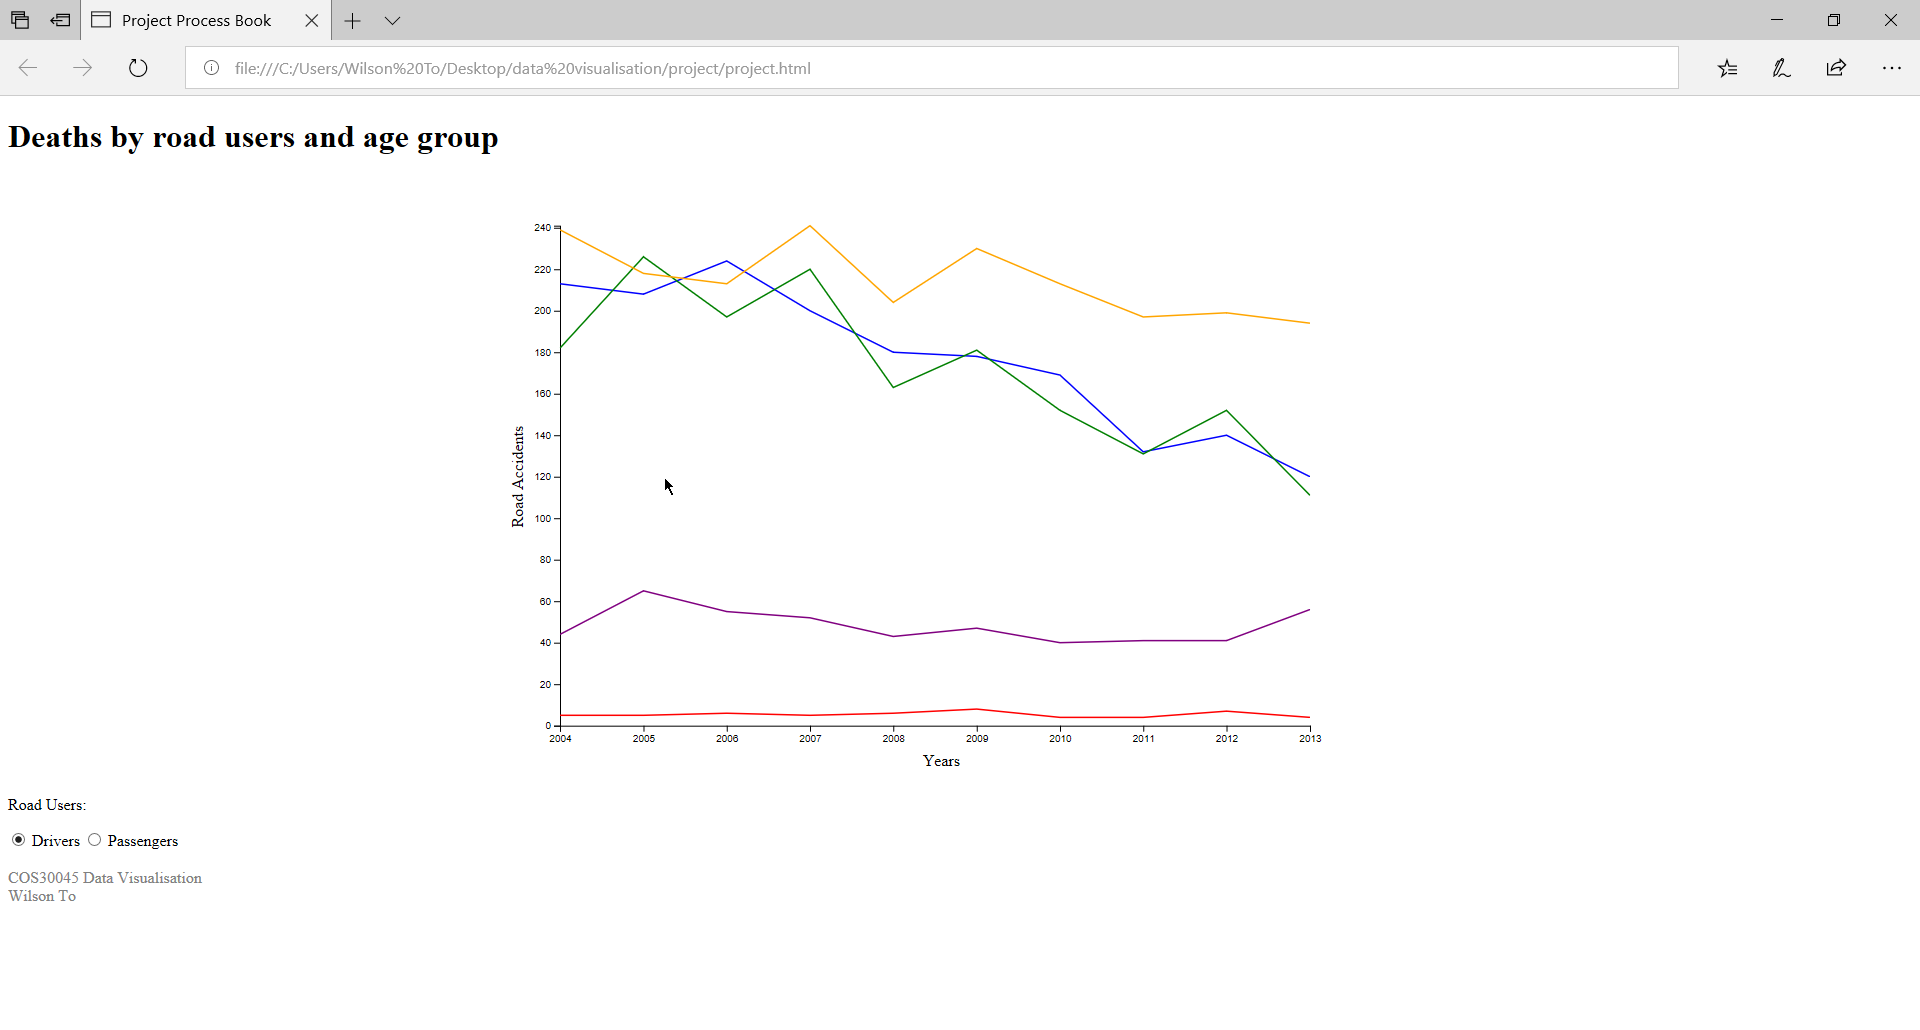 Project Process Book
file:///C:/Users/Wilson%20To/Desktop/data%20visualisation/project/project.html
Deaths by road users and age group
240
220
200
180
160
140
120
100
80
60
40
20
0
Road Accidents
2004 2005 2006 2007 2008 2009 2010 2011 2012 2013
Years
Road Users:
Drivers Passengers
COS30045 Data Visualisation
Wilson To